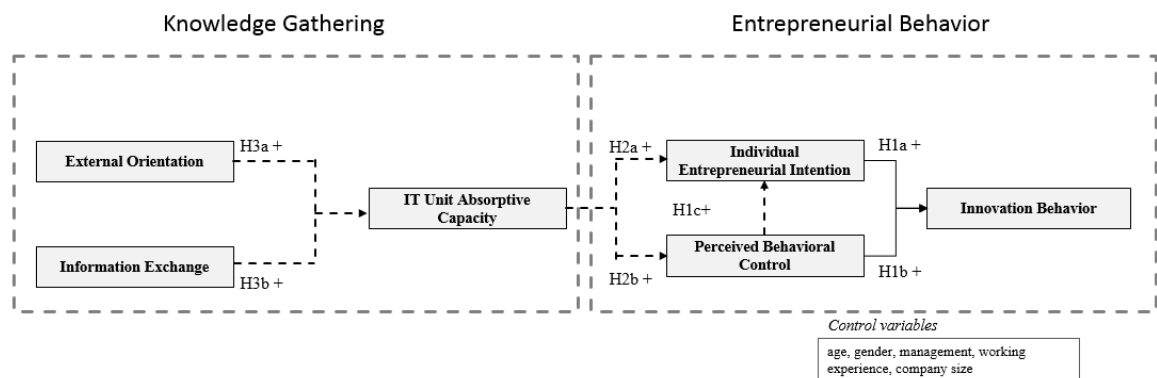 Knowledge Gathering
Entrepreneurial Behavior
H3a +
External Orientation
IT Unit Absorptive
Capacity
Information Exchange
H3b +
H2a +
Individual
Entrepreneurial Intention
H1a +
H1c+
Innovation Behavior
Perceived Behavioral
Control
H2b +
H1b +
Control variables
age, gender, management, working
experience, company size